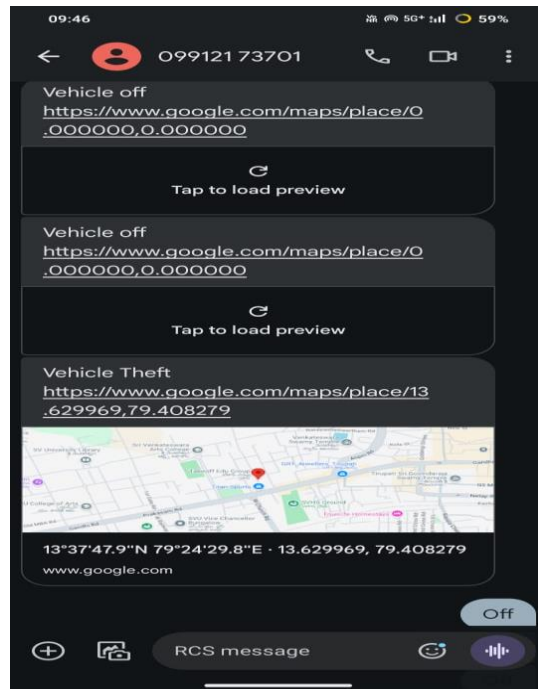 09:46 5G+ 59%
099121 73701
Vehicle off
https://www.google.com/maps/place/0
.000000,0.000000
Tap to load preview
Vehicle off
https://www.google.com/maps/place/0
.000000,0.000000
Tap to load preview
Vehicle Theft
https://www.google.com/maps/place/13
.629969,79.408279
13°37'47.9"N 79°24'29.8"E · 13.629969, 79.408279
www.google.com
Off
RCS message